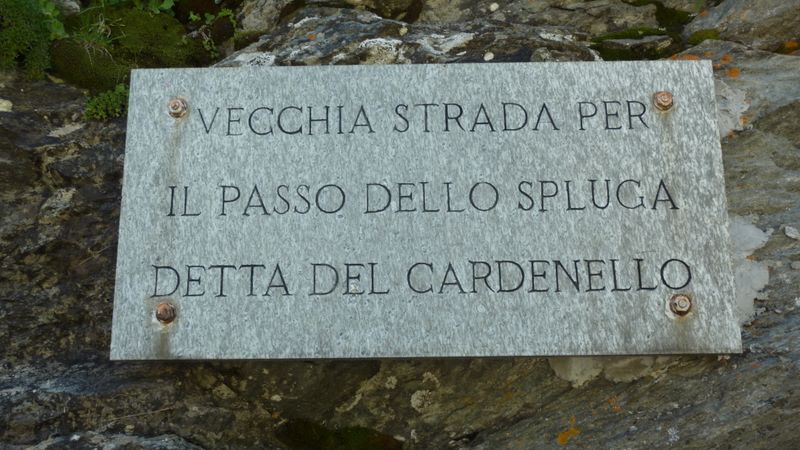 VECCHIA STRADA PER
IL PASSO DELLO SPLUGA
DETTA DEL CARDENELLO